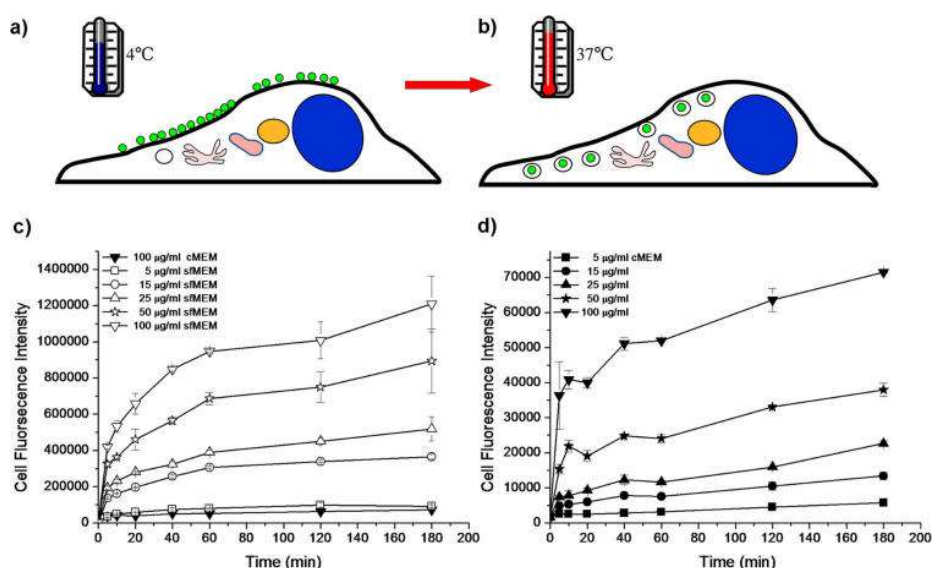 a)
4°C
b)
37°C
c)
100 µg/ml cMEM
5 µg/ml sfMEM
15 µg/ml sfMEM
25 µg/ml sfMEM
50 µg/ml sfMEM
100 µg/ml sfMEM
1400000
1200000
1000000
800000
600000
400000
200000
0
Cell Fluorsecence Intensity
0 20 40 60 80 100 120 140 160 180 200
Time (min)
d)
5 µg/ml cMEM
15 µg/ml
25 µg/ml
50 µg/ml
100 µg/ml
70000
60000
50000
40000
30000
20000
10000
0
Cell Fluorescence Intensity
0 20 40 60 80 100 120 140 160 180 200
Time (min)